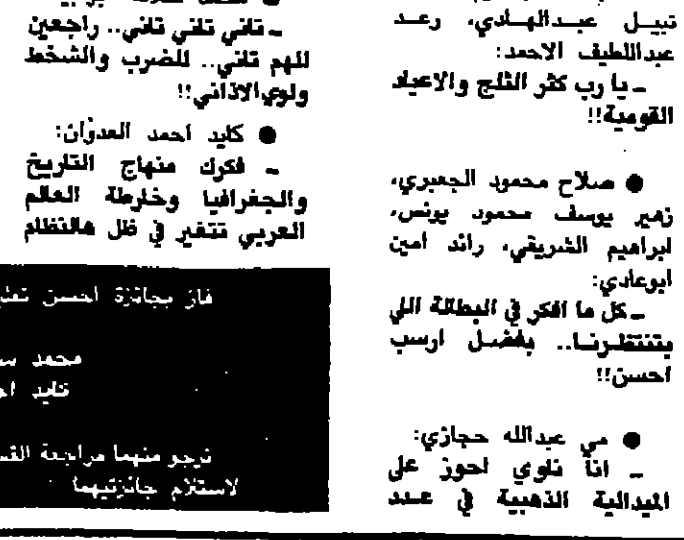 نبيل عبدالهادي، رعد
عبداللطيف الاحمد:
ـ يا رب كثر الثلج والاعياد
القومية!!
● صلاح محمود الجعبري،
زهير يوسف محمود يونس،
ابراهيم الشريقي، رائد امين
ابوعادي:
ـ كل ما افكر في البطالة اللي
بتنتظرنا.. بفضل ارسب
احسن!!
● مي عبدالله حجازي:
ـ انا ناوي احوز على
الميدالية الذهبية في عدد
ـ تاني تاني تاني.. راجعين
للهم تاني.. للضرب والشخط
ولوي الاذاني!!
● كايد احمد العدوان:
ـ فكرك منهاج التاريخ
والجغرافيا وخارطة العالم
العربي تتغير في ظل هالنظام
فاز بجائزة احسن
محمد
نرجو منهما مراجعة
لاستلام جائزتيهما